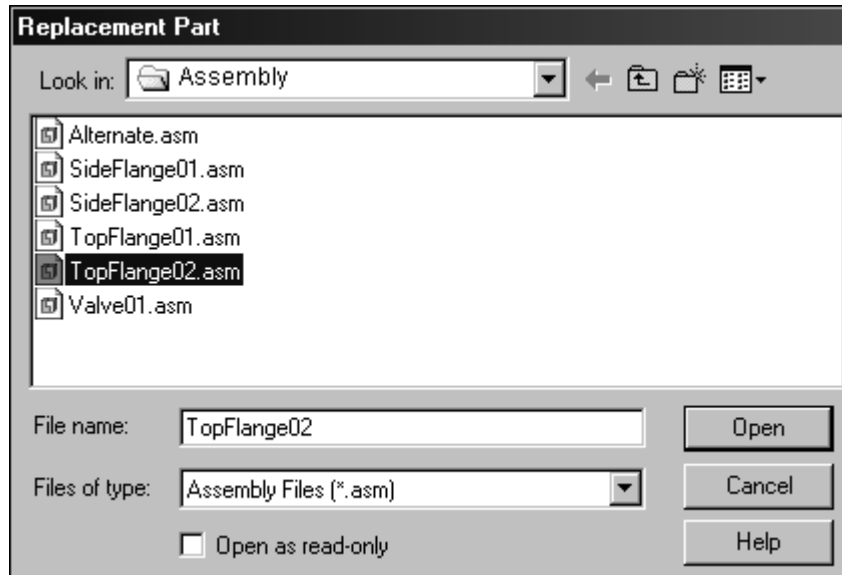 Replacement Part
Look in: Assembly
Alternate.asm
SideFlange01.asm
SideFlange02.asm
TopFlange01.asm
TopFlange02.asm
Valve01.asm
File name: TopFlange02 Open
Files of type: Assembly Files (*.asm) Cancel
Open as read-only Help